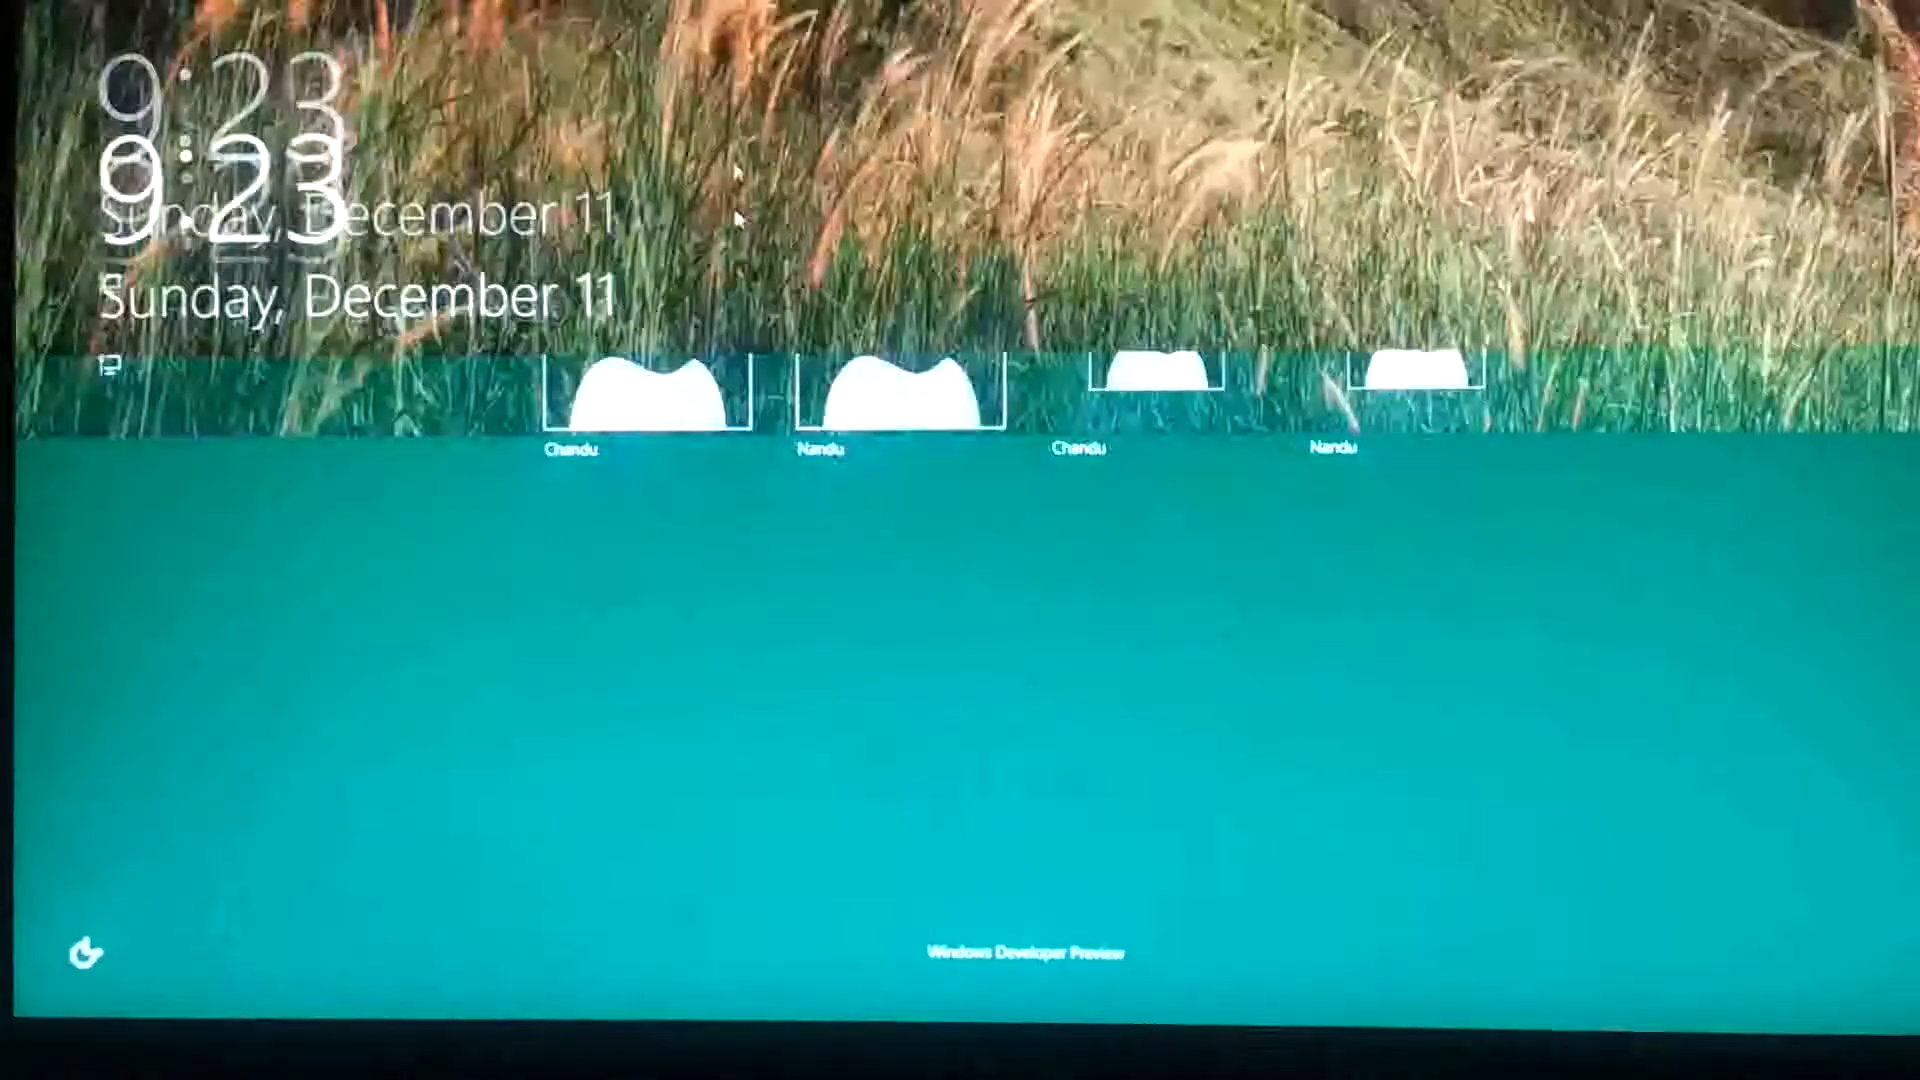 9:23
9:23
Sunday, December 11
Sunday, December 11
Chandu Nandu Chandu Nandu
Windows Developer Preview